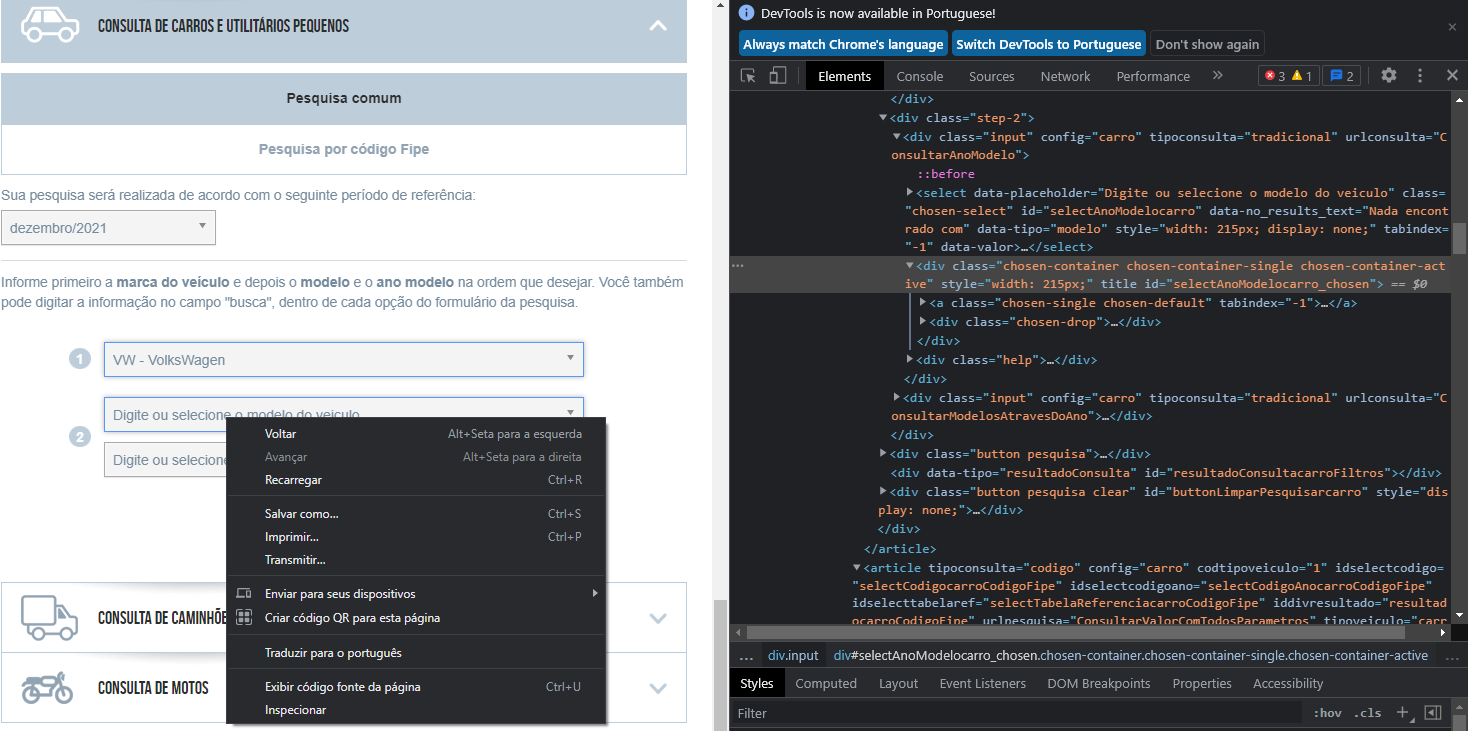 CONSULTA DE CARROS E UTILITÁRIOS PEQUENOS
Pesquisa comum
Pesquisa por código Fipe
Sua pesquisa será realizada de acordo com o seguinte período de referência:
dezembro/2021
Informe primeiro a marca do veículo e depois o modelo e o ano modelo na ordem que desejar. Você também
pode digitar a informação no campo "busca", dentro de cada opção do formulário da pesquisa.
1
VW - VolksWagen
2
Digite ou selecione o modelo do veiculo
Digite ou selecione
Voltar Alt+Seta para a esquerda
Avançar Alt+Seta para a direita
Recarregar Ctrl+R
Salvar como... Ctrl+S
Imprimir... Ctrl+P
Transmitir...
Enviar para seus dispositivos
Criar código QR para esta página
Traduzir para o português
Exibir código fonte da página Ctrl+U
Inspecionar
CONSULTA DE CAMINHÕE
CONSULTA DE MOTOS
DevTools is now available in Portuguese!
Always match Chrome's language Switch DevTools to Portuguese Don't show again
Elements Console Sources Network Performance » 3 1 2
</div>
<div class="step-2">
<div class="input" config="carro" tipoconsulta="tradicional" urlconsulta="C
onsultarAnoModelo">
::before
<select data-placeholder="Digite ou selecione o modelo do veiculo" class=
"chosen-select" id="selectAnoModelocarro" data-no_results_text="Nada encont
rado com" data-tipo="modelo" style="width: 215px; display: none;" tabindex=
"-1" data-valor>…</select>
<div class="chosen-container chosen-container-single chosen-container-act
ive" style="width: 215px;" title id="selectAnoModelocarro_chosen"> == $0
<a class="chosen-single chosen-default" tabindex="-1">…</a>
<div class="chosen-drop">…</div>
</div>
<div class="help">…</div>
</div>
<div class="input" config="carro" tipoconsulta="tradicional" urlconsulta="C
onsultarModelosAtravesDoAno">…</div>
</div>
<div class="button pesquisa">…</div>
<div data-tipo="resultadoConsulta" id="resultadoConsultacarroFiltros"></div>
<div class="button pesquisa clear" id="buttonLimparPesquisarcarro" style="dis
play: none;">…</div>
</div>
</article>
<article tipoconsulta="codigo" config="carro" codtipoveiculo="1" idselectcodigo=
"selectCodigocarroCodigoFipe" idselectcodigoano="selectCodigoAnocarroCodigoFipe"
idselecttabelaref="selectTabelaReferenciacarroCodigoFipe" iddivresultado="resultad
ocarroCodigoFipe" urlpesquisa="ConsultarValorComTodosParametros" tipoveiculo="carr
... div.input div#selectAnoModelocarro_chosen.chosen-container.chosen-container-single.chosen-container-active ...
Styles Computed Layout Event Listeners DOM Breakpoints Properties Accessibility
Filter :hov .cls +